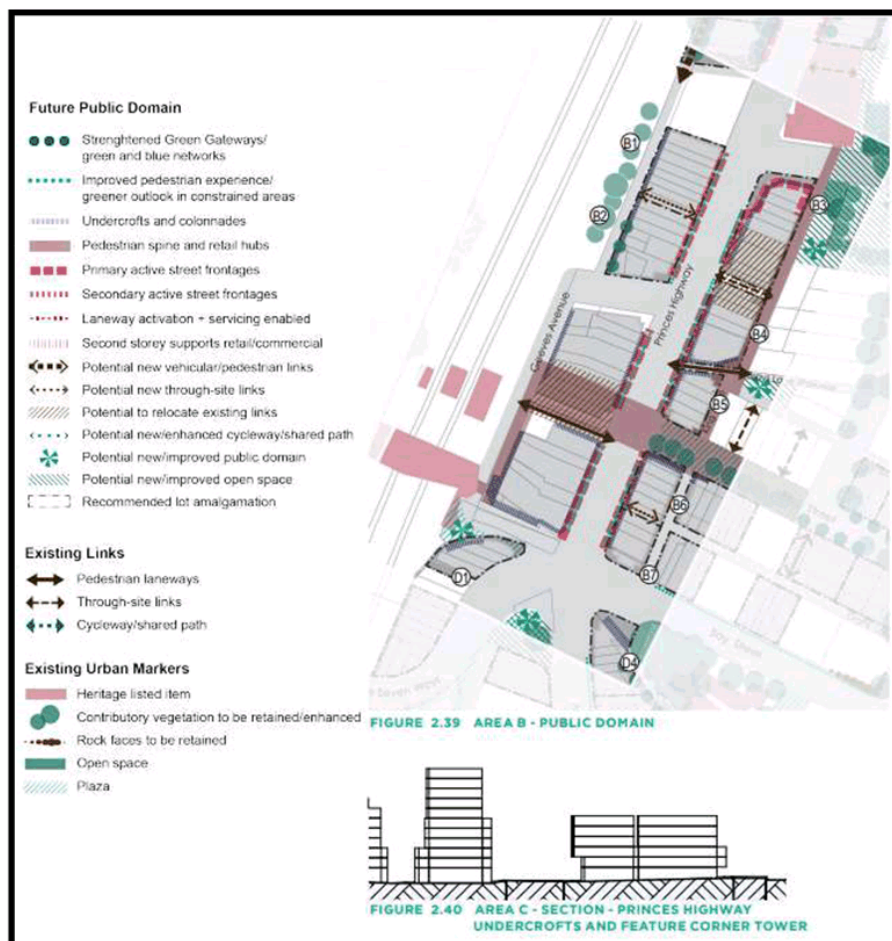 Future Public Domain
Strenghtened Green Gateways/
green and blue networks
Improved pedestrian experience/
greener outlook in constrained areas
Undercrofts and colonnades
Pedestrian spine and retail hubs
Primary active street frontages
Secondary active street frontages
Laneway activation + servicing enabled
Second storey supports retail/commercial
Potential new vehicular/pedestrian links
Potential new through-site links
Potential to relocate existing links
Potential new/enhanced cycleway/shared path
Potential new/improved public domain
Potential new/improved open space
Recommended lot amalgamation
Existing Links
Pedestrian laneways
Through-site links
Cycleway/shared path
Existing Urban Markers
Heritage listed item
Contributory vegetation to be retained/enhanced
Rock faces to be retained
Open space
Plaza
B1
B2
B3
Princes Highway
Geeves Avenue
B4
B5
B6
B7
D1
D4
FIGURE 2.39 AREA B - PUBLIC DOMAIN
FIGURE 2.40 AREA C - SECTION - PRINCES HIGHWAY
UNDERCROFTS AND FEATURE CORNER TOWER